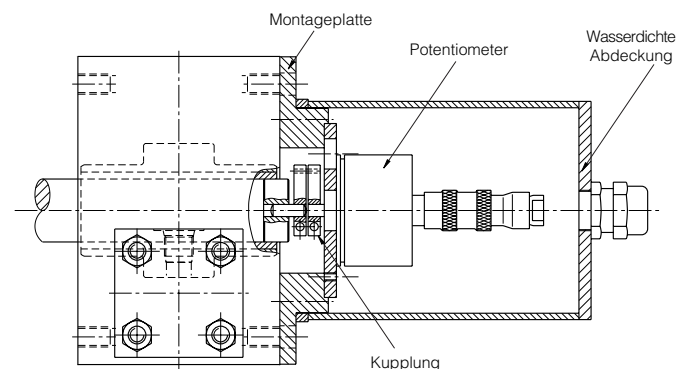 Montageplatte
Potentiometer
Wasserdichte
Abdeckung
Kupplung